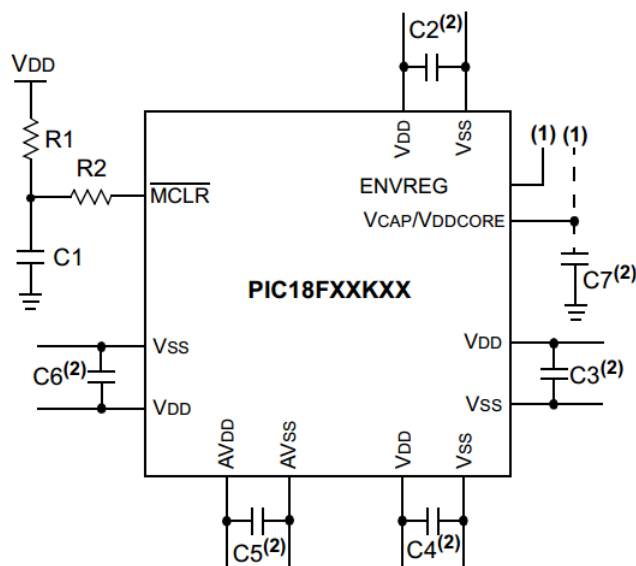 C2(2)
VDD
R1
R2
C1
MCLR
VDD
VSS
(1) (1)
ENVREG
VCAP/VDDCORE
C7(2)
PIC18FXXKXX
VSS
C6(2)
VDD
VDD
C3(2)
VSS
AVDD
AVSS
VDD
VSS
C5(2)
C4(2)